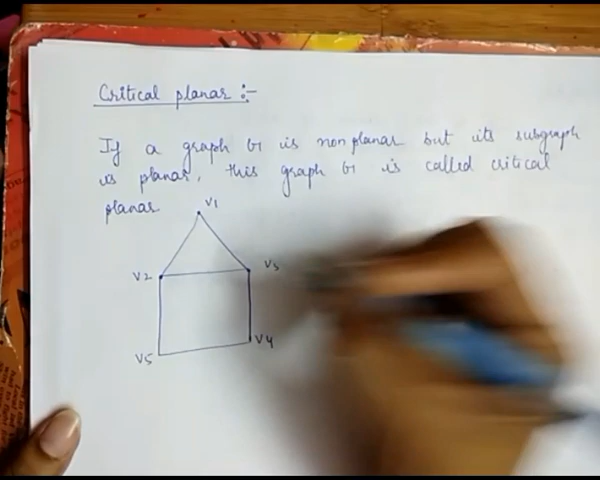 Critical planar :-
If a graph G is non planar but its subgraph
is planar, this graph G is called critical
planar
V1
V2 V3
V5 V4